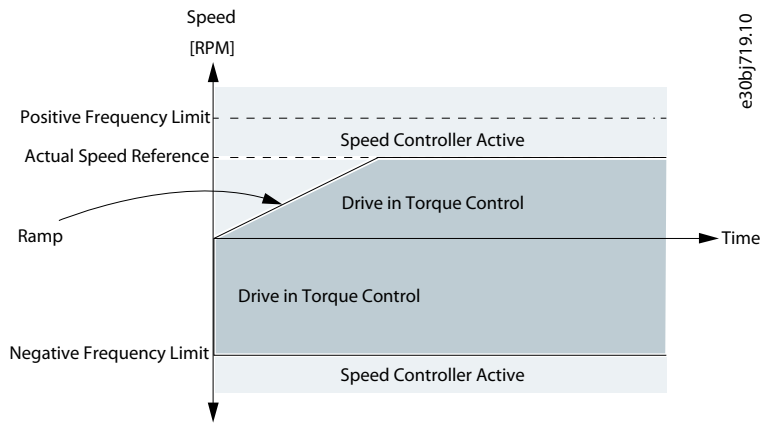 Speed
[RPM]
e30bj719.10
Positive Frequency Limit
Speed Controller Active
Actual Speed Reference
Drive in Torque Control
Ramp
Time
Drive in Torque Control
Negative Frequency Limit
Speed Controller Active